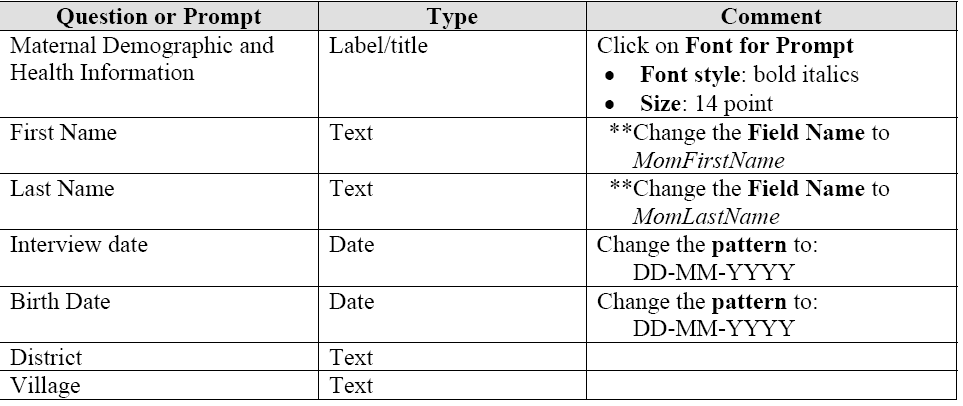 Question or Prompt Type Comment
Maternal Demographic and Label/title Click on Font for Prompt
Health Information • Font style: bold italics
• Size: 14 point
First Name Text **Change the Field Name to
MomFirstName
Last Name Text **Change the Field Name to
MomLastName
Interview date Date Change the pattern to:
DD-MM-YYYY
Birth Date Date Change the pattern to:
DD-MM-YYYY
District Text
Village Text